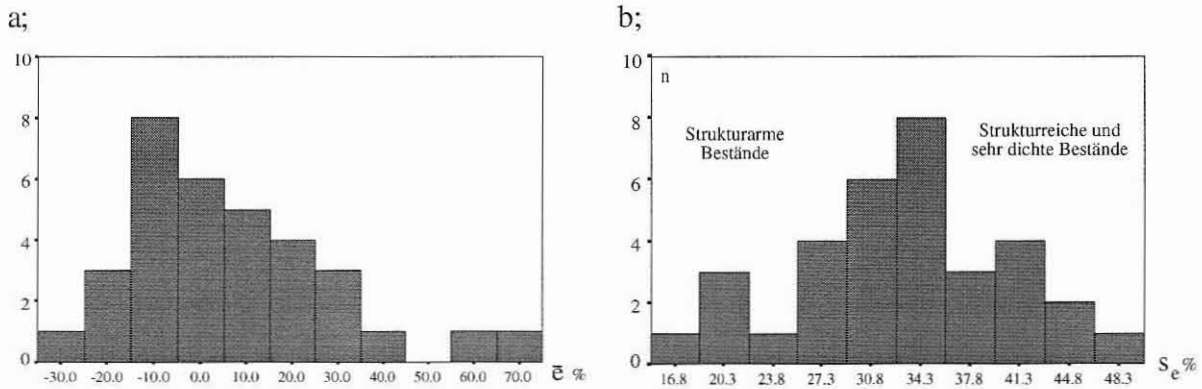 a;
10
8
6
4
2
0
-30.0 -20.0 -10.0 0.0 10.0 20.0 30.0 40.0 50.0 60.0 70.0
ē %
b;
10
8
6
4
2
0
n
Strukturarme
Bestände
Strukturreiche und
sehr dichte Bestände
16.8 20.3 23.8 27.3 30.8 34.3 37.8 41.3 44.8 48.3
Se%